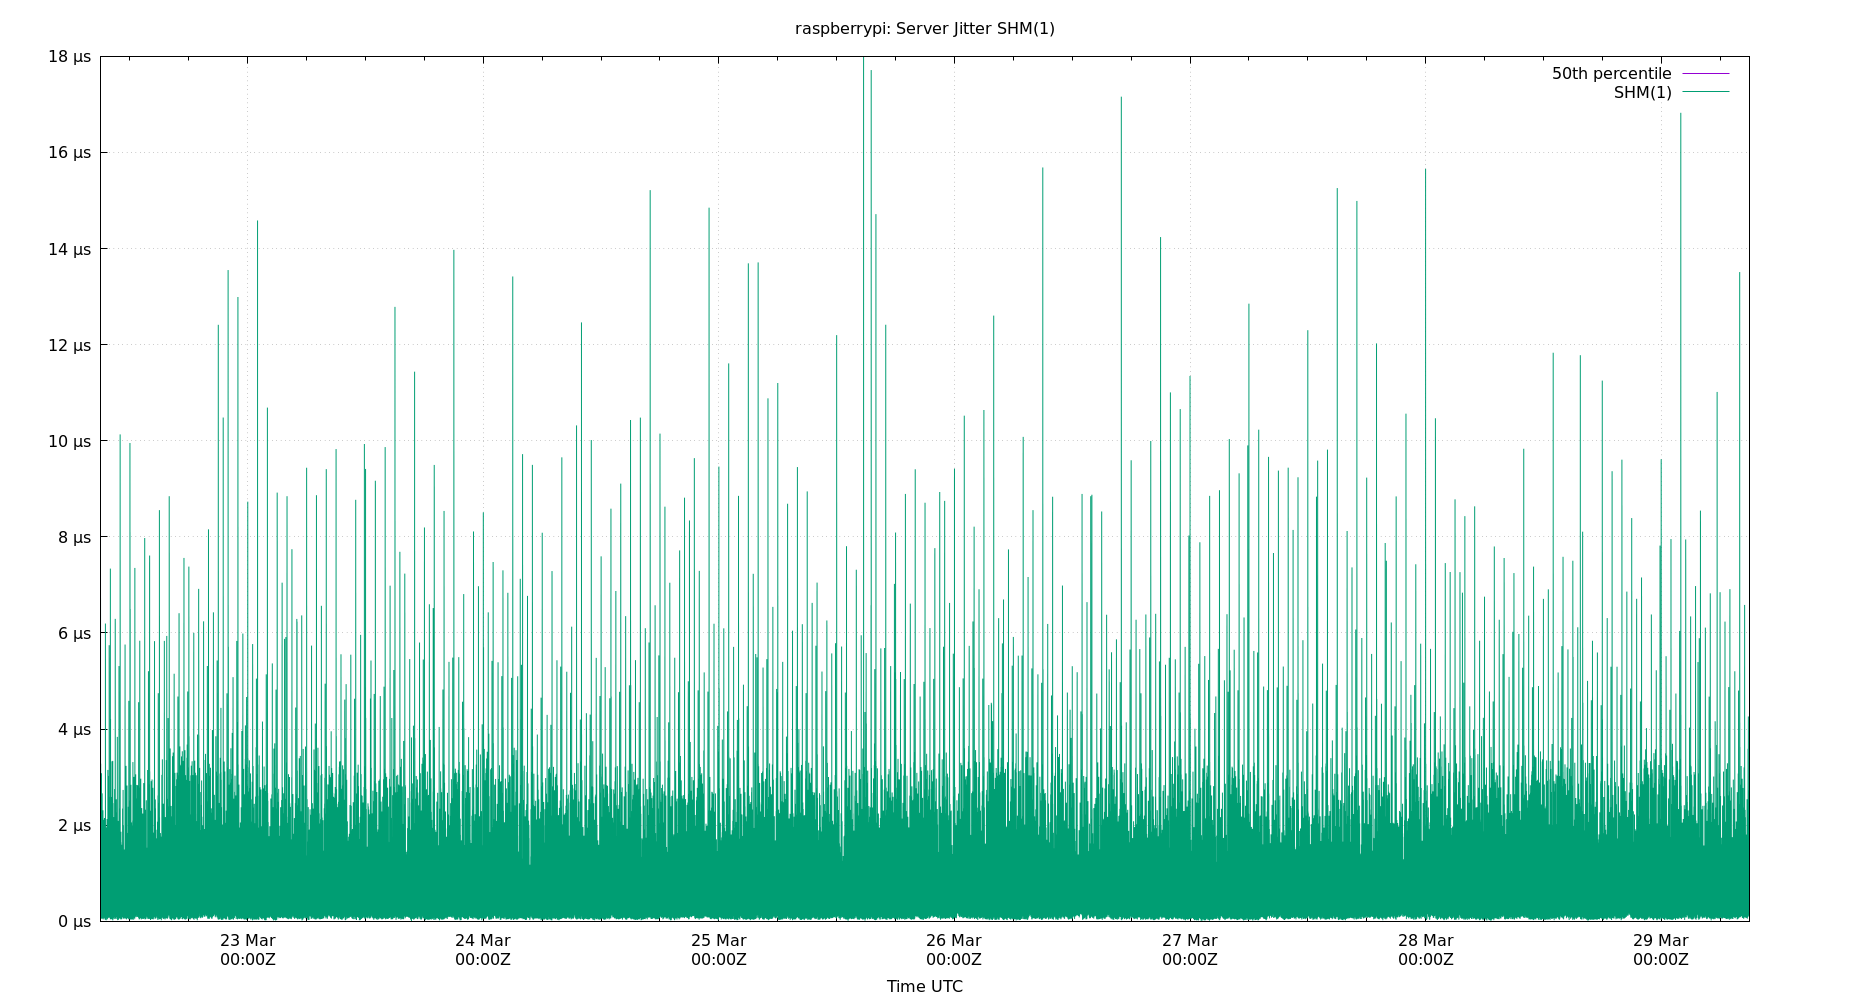 raspberrypi: Server Jitter SHM(1)
18 µs
50th percentile
SHM(1)
16 µs
14 µs
12 µs
10 µs
8 µs
6 µs
4 µs
2 µs
0 µs
23 Mar 24 Mar 25 Mar 26 Mar 27 Mar 28 Mar 29 Mar
00:00Z 00:00Z 00:00Z 00:00Z 00:00Z 00:00Z 00:00Z
Time UTC